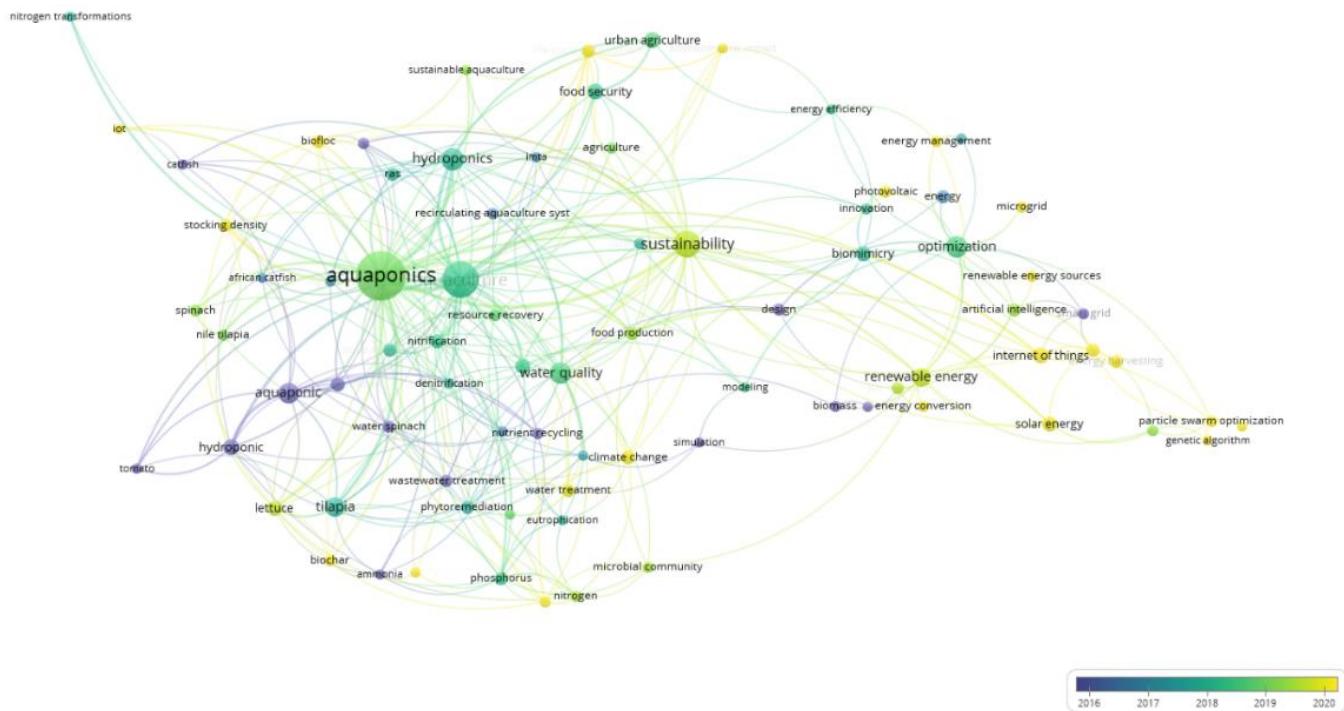 nitrogen transformations
urban agriculture
sustainable aquaculture
food security
energy efficiency
iot
biofloc
agriculture
energy management
catfish
hydroponics
imta
ras
photovoltaic
energy
innovation
microgrid
recirculating aquaculture syst
stocking density
sustainability
optimization
biomimicry
aquaponics
african catfish
renewable energy sources
spinach
resource recovery
design
artificial intelligence
nile tilapia
nitrification
food production
internet of things
energy harvesting
water quality
renewable energy
denitrification
modeling
aquaponic
biomass
energy conversion
water spinach
nutrient recycling
solar energy
particle swarm optimization
hydroponic
simulation
genetic algorithm
tomato
climate change
wastewater treatment
water treatment
lettuce
tilapia
phytoremediation
eutrophication
biochar
ammonia
phosphorus
microbial community
nitrogen
2016 2017 2018 2019 2020